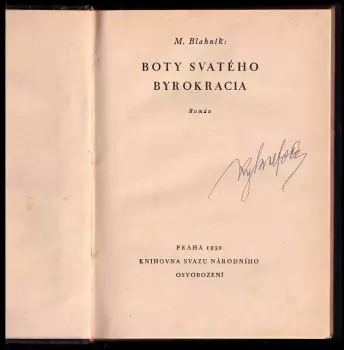 M. Blahník:
BOTY SVATÉHO
BYROKRACIA
Román
PRAHA 1930
KNIHOVNA SVAZU NÁRODNÍHO
OSVOBOZENÍ